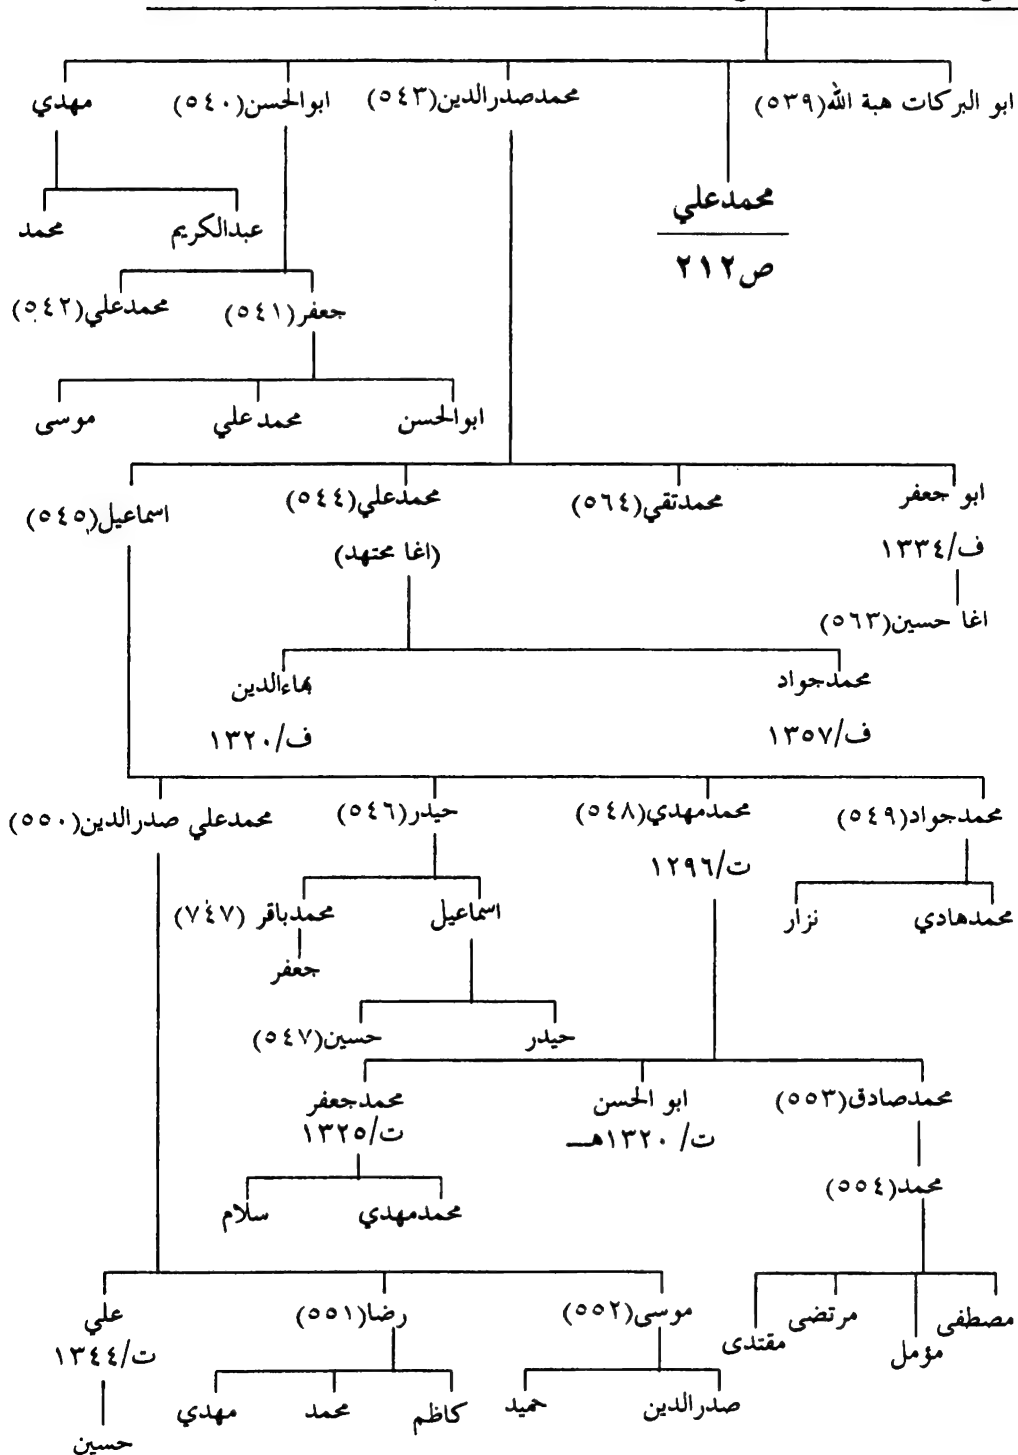 ابو البركات هبة الله(٥٣٩)
محمدصدرالدين(٥٤٣)
ابوالحسن(٥٤٠)
مهدي
محمدعلي
ص٢١٢
عبدالكريم
محمد
جعفر(٥٤١)
محمدعلي(٥٤٢)
ابوالحسن
محمدعلي
موسى
ابو جعفر
محمدتقي(٥٦٤)
محمدعلي(٥٤٤)
اسماعيل(٥٤٥)
ف/١٣٣٤
(اغا مجتهد)
اغا حسين(٥٦٣)
محمدجواد
بهاءالدين
ف/١٣٥٧
ف/١٣٢٠
محمدجواد(٥٤٩)
محمدمهدي(٥٤٨)
حيدر(٥٤٦)
محمدعلي صدرالدين(٥٥٠)
ت/١٢٩٦
محمدهادي
نزار
اسماعيل
محمدباقر (٧٤٧)
جعفر
حيدر
حسين(٥٤٧)
محمدصادق(٥٥٣)
ابو الحسن
محمدجعفر
ت/ ١٣٢٠هـــ
ت/١٣٢٥
محمد(٥٥٤)
محمدمهدي
سلام
مصطفى
مؤمل
مرتضى
مقتدى
موسى(٥٥٢)
رضا(٥٥١)
علي
ت/١٣٤٤
صدرالدين
حميد
كاظم
محمد
مهدي
حسين